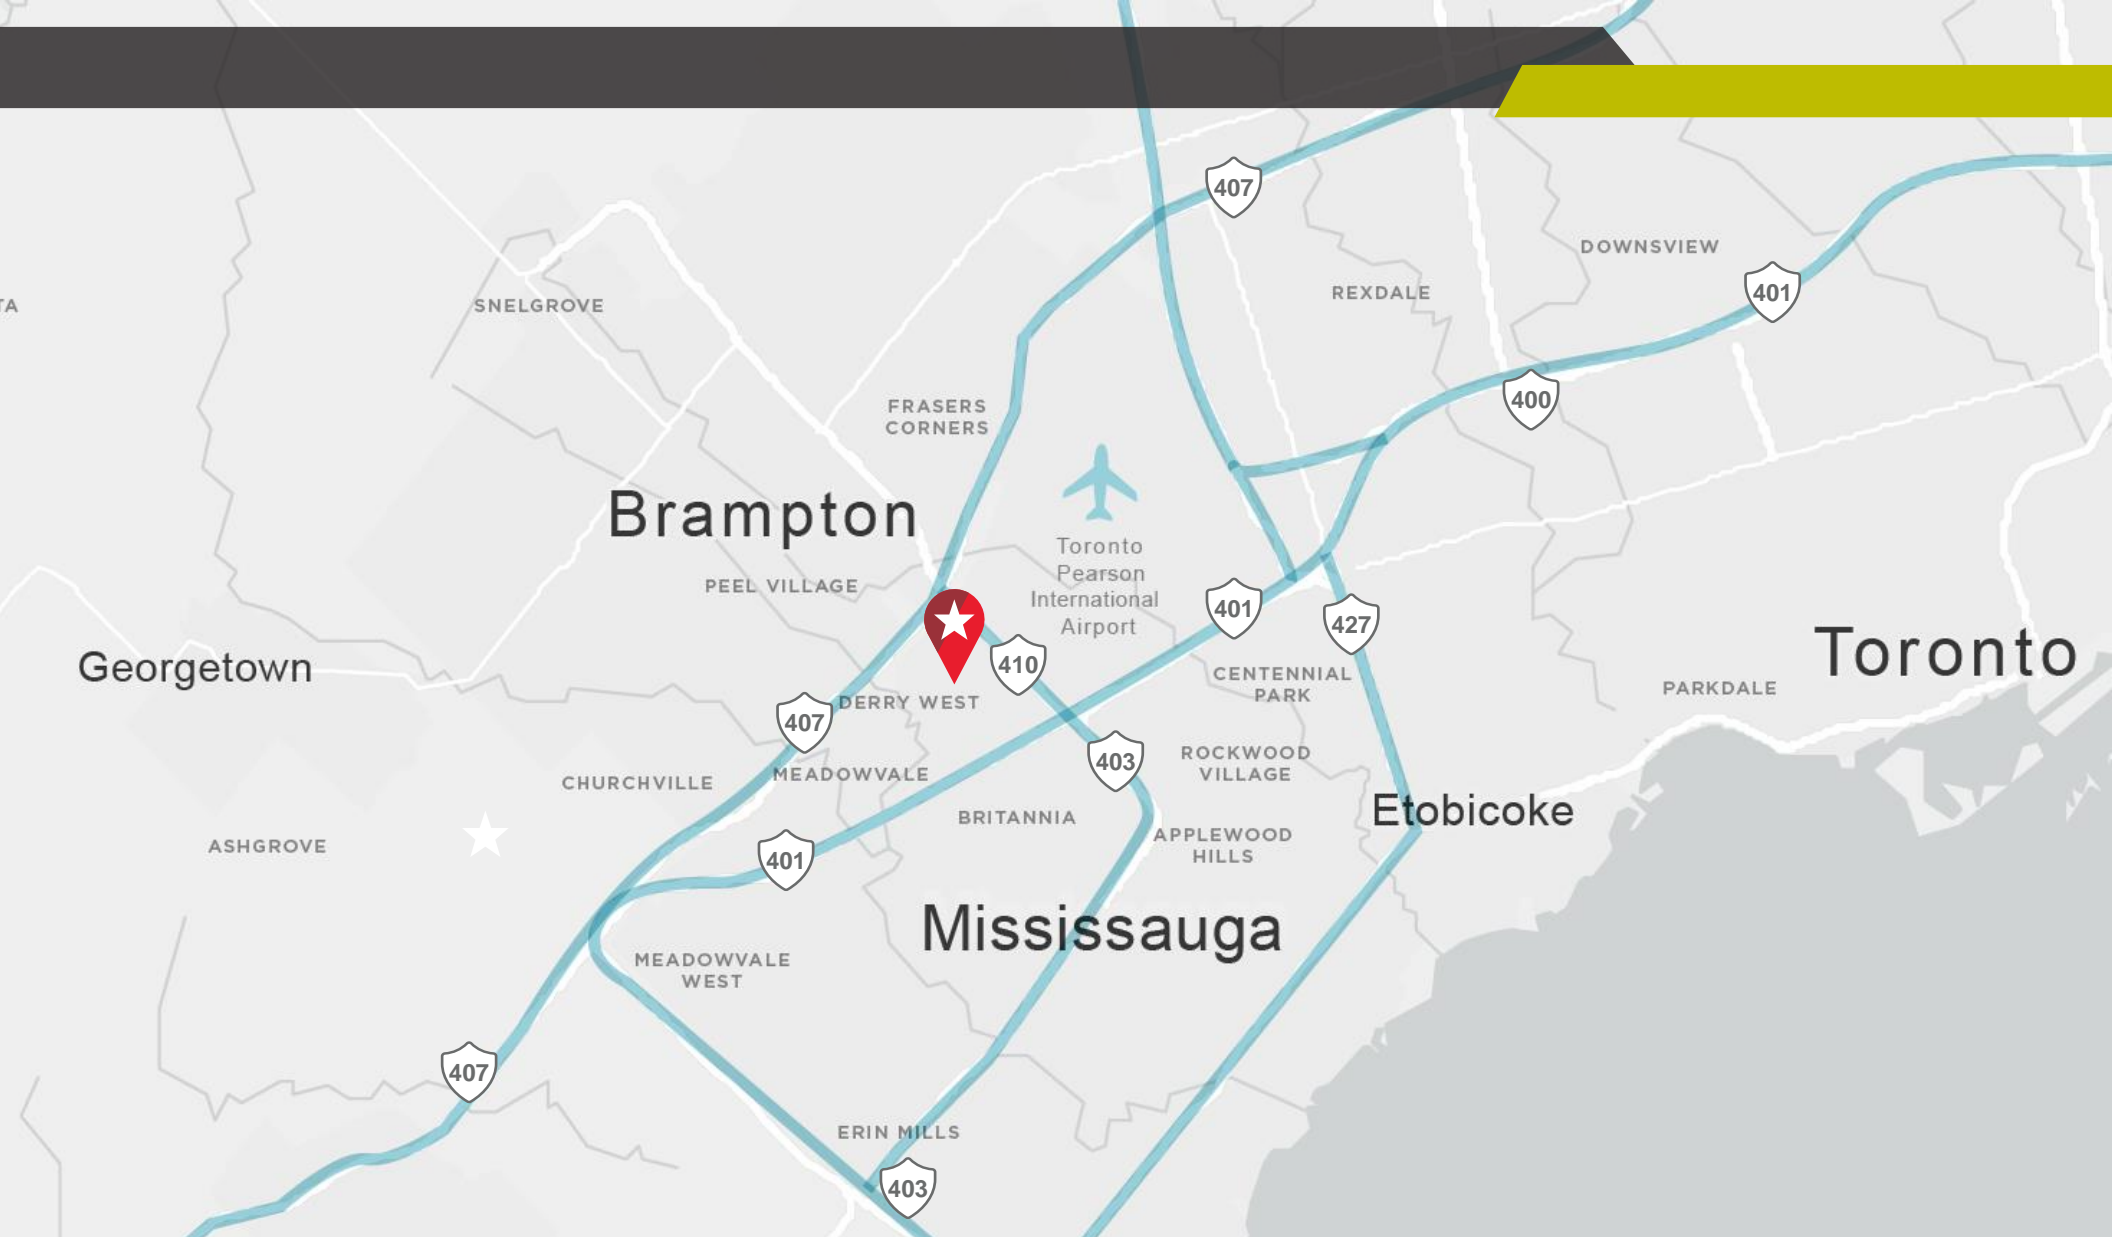 407
DOWNSVIEW
401
REXDALE
TA
SNELGROVE
400
FRASERS
CORNERS
Brampton
Toronto
Pearson
International
Airport
PEEL VILLAGE
401
427
Toronto
Georgetown
410
CENTENNIAL
PARK
PARKDALE
DERRY WEST
407
ROCKWOOD
VILLAGE
403
MEADOWVALE
CHURCHVILLE
Etobicoke
BRITANNIA
APPLEWOOD
HILLS
ASHGROVE
401
Mississauga
MEADOWVALE
WEST
407
ERIN MILLS
403